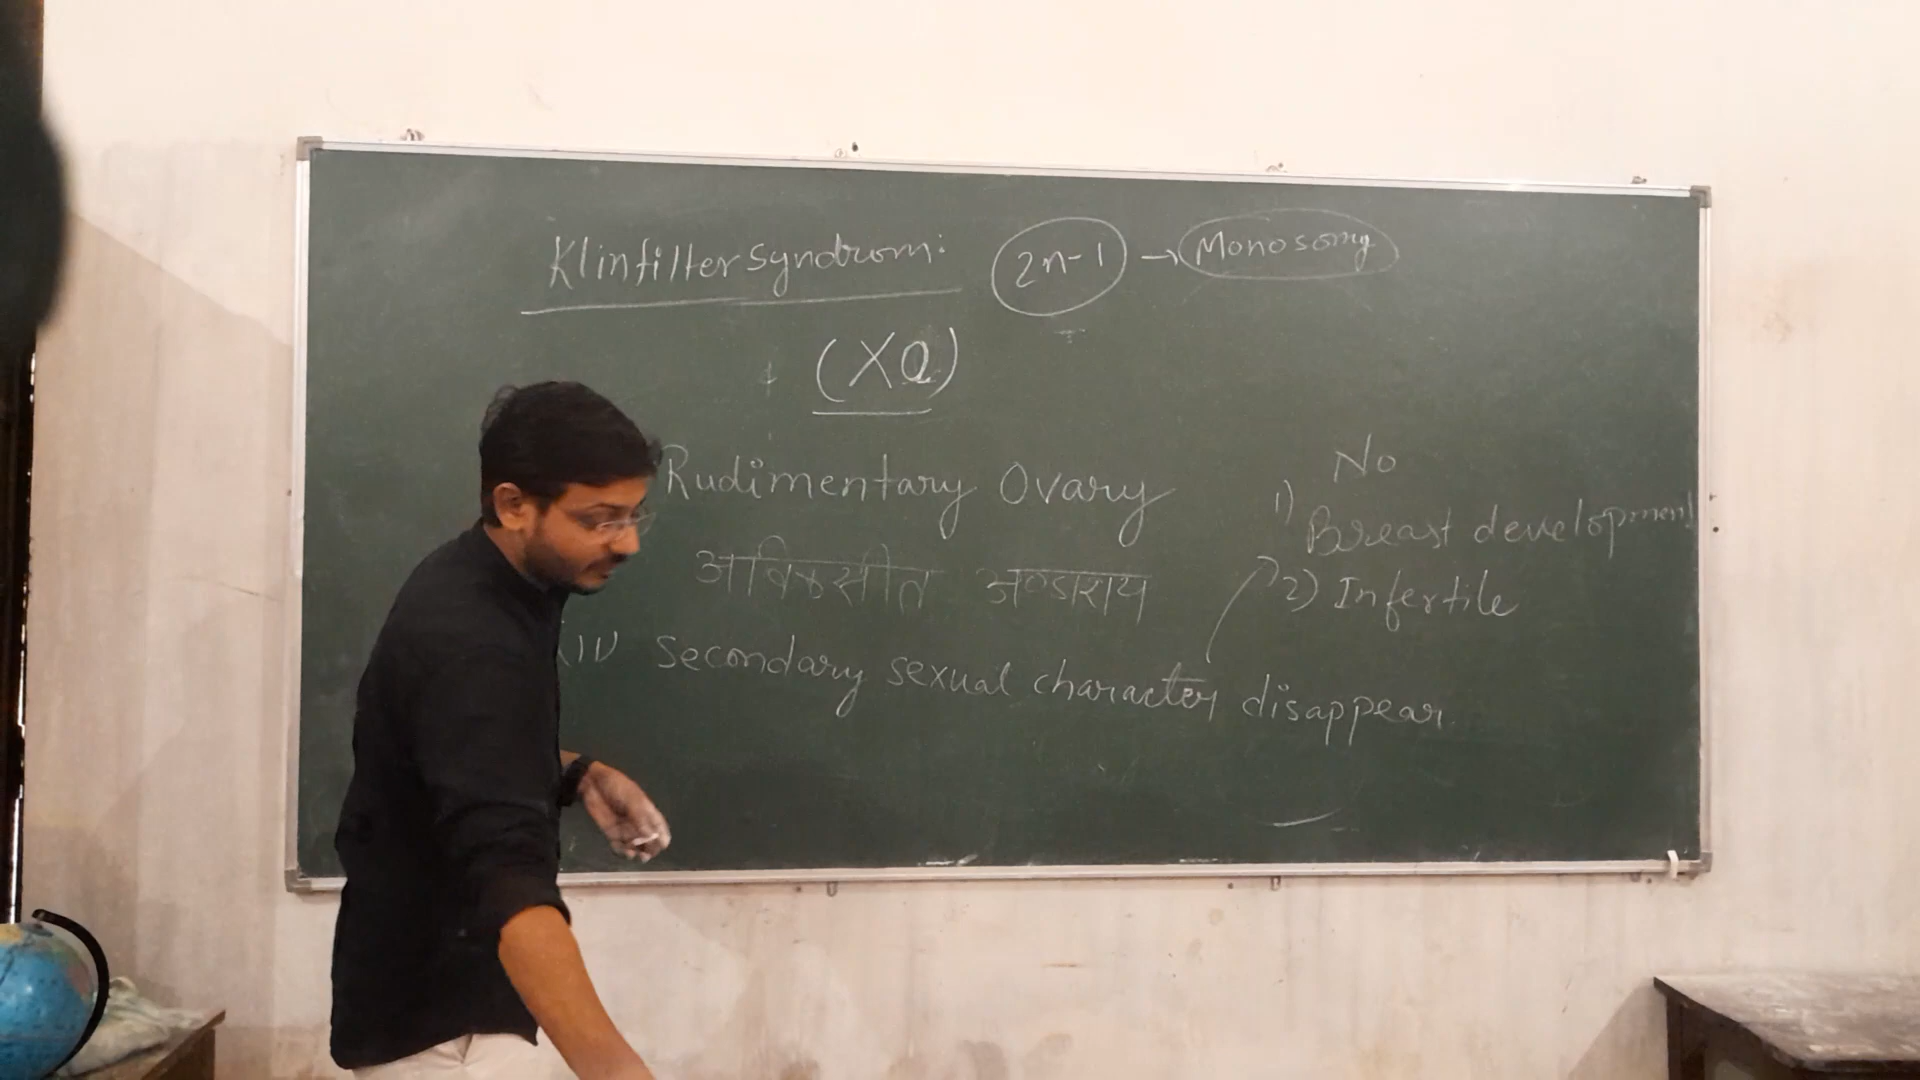 Klinfilter Syndrom: 2n-1 → Monosomy
(XO)
Rudimentary Ovary
अविकसीत अण्डाशय
No
1) Breast development
2) Infertile
Secondary sexual character disappear.